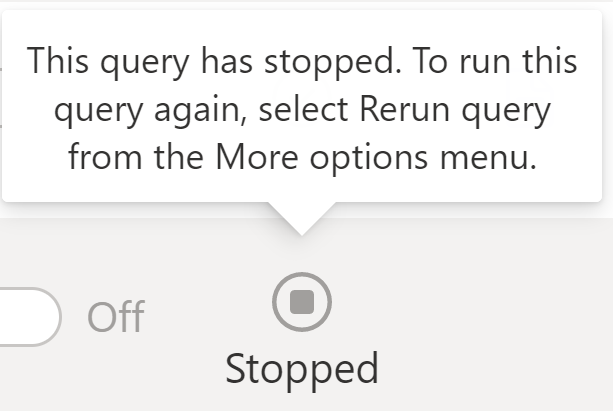 This query has stopped. To run this
query again, select Rerun query
from the More options menu.
Off
Stopped